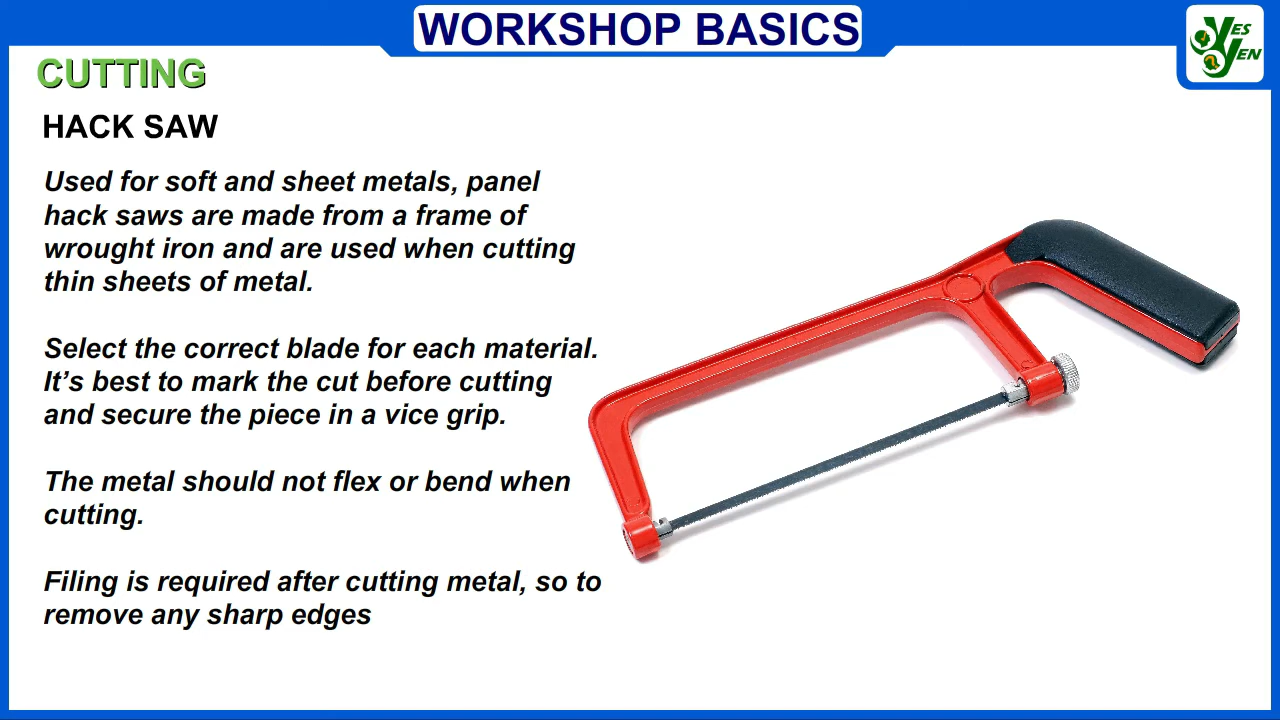 WORKSHOP BASICS
YES
YEN
CUTTING
HACK SAW
Used for soft and sheet metals, panel
hack saws are made from a frame of
wrought iron and are used when cutting
thin sheets of metal.
Select the correct blade for each material.
It’s best to mark the cut before cutting
and secure the piece in a vice grip.
The metal should not flex or bend when
cutting.
Filing is required after cutting metal, so to
remove any sharp edges